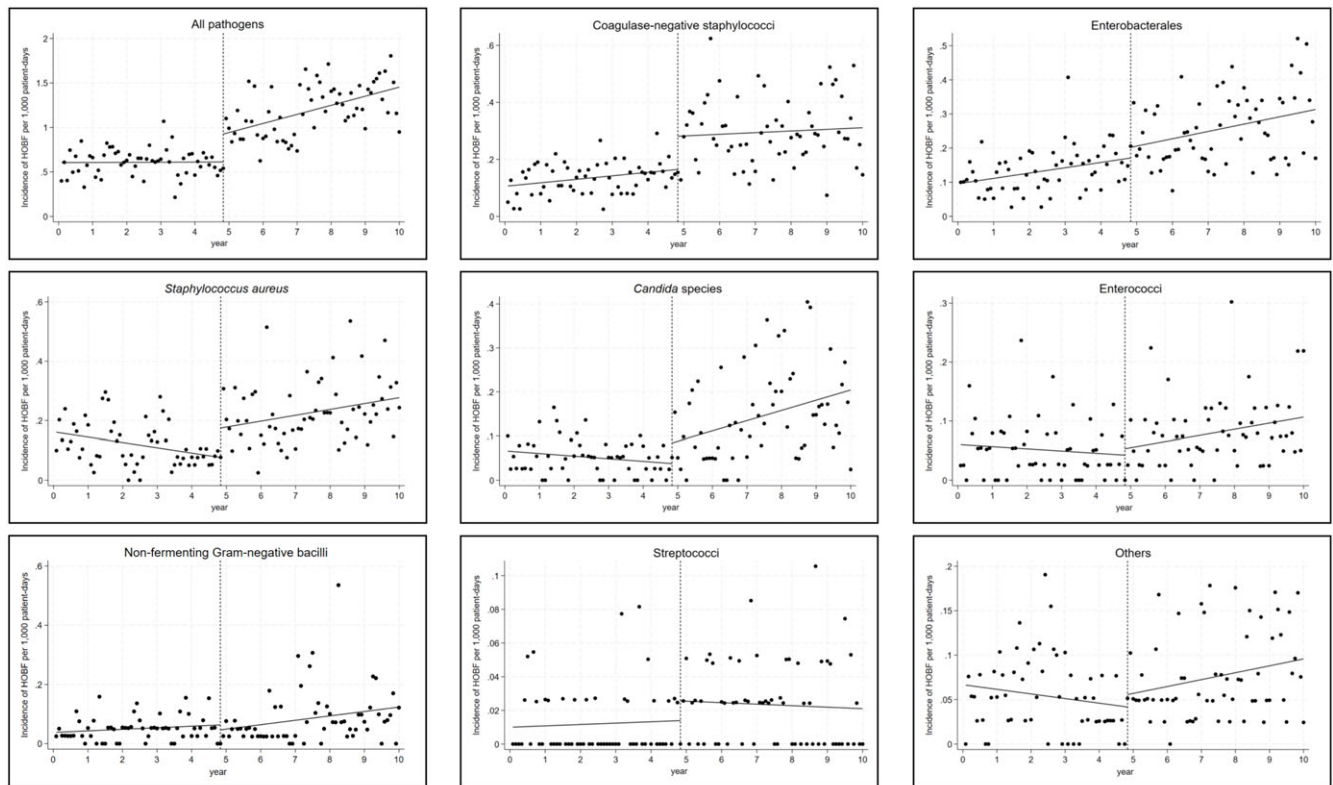 All pathogens
Incidence of HOBF per 1,000 patient-days
2
1.5
1
.5
0
0 1 2 3 4 5 6 7 8 9 10
year
Coagulase-negative staphylococci
Incidence of HOBF per 1,000 patient-days
.6
.4
.2
0
0 1 2 3 4 5 6 7 8 9 10
year
Enterobacterales
Incidence of HOBF per 1,000 patient-days
.5
.4
.3
.2
.1
0
0 1 2 3 4 5 6 7 8 9 10
year
Staphylococcus aureus
Incidence of HOBF per 1,000 patient-days
.6
.4
.2
0
0 1 2 3 4 5 6 7 8 9 10
year
Candida species
Incidence of HOBF per 1,000 patient-days
.4
.3
.2
.1
0
0 1 2 3 4 5 6 7 8 9 10
year
Enterococci
Incidence of HOBF per 1,000 patient-days
.3
.2
.1
0
0 1 2 3 4 5 6 7 8 9 10
year
Non-fermenting Gram-negative bacilli
Incidence of HOBF per 1,000 patient-days
.6
.4
.2
0
0 1 2 3 4 5 6 7 8 9 10
year
Streptococci
Incidence of HOBF per 1,000 patient-days
.1
.08
.06
.04
.02
0
0 1 2 3 4 5 6 7 8 9 10
year
Others
Incidence of HOBF per 1,000 patient-days
.2
.15
.1
.05
0
0 1 2 3 4 5 6 7 8 9 10
year